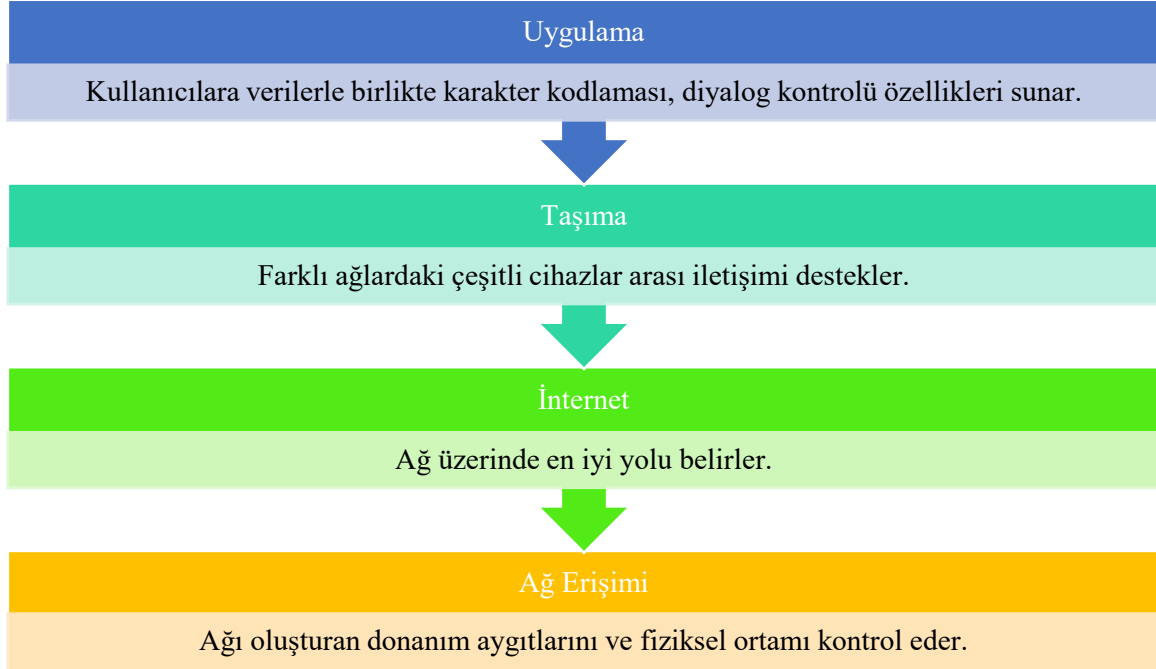 Uygulama
Kullanıcılara verilerle birlikte karakter kodlaması, diyalog kontrolü özellikleri sunar.
Taşıma
Farklı ağlardaki çeşitli cihazlar arası iletişimi destekler.
İnternet
Ağ üzerinde en iyi yolu belirler.
Ağ Erişimi
Ağı oluşturan donanım aygıtlarını ve fiziksel ortamı kontrol eder.